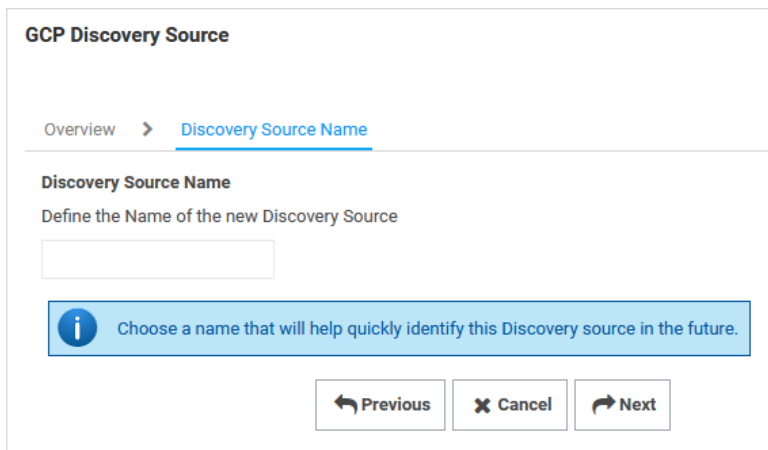 GCP Discovery Source
Overview > Discovery Source Name
Discovery Source Name
Define the Name of the new Discovery Source
Choose a name that will help quickly identify this Discovery source in the future.
Previous Cancel Next